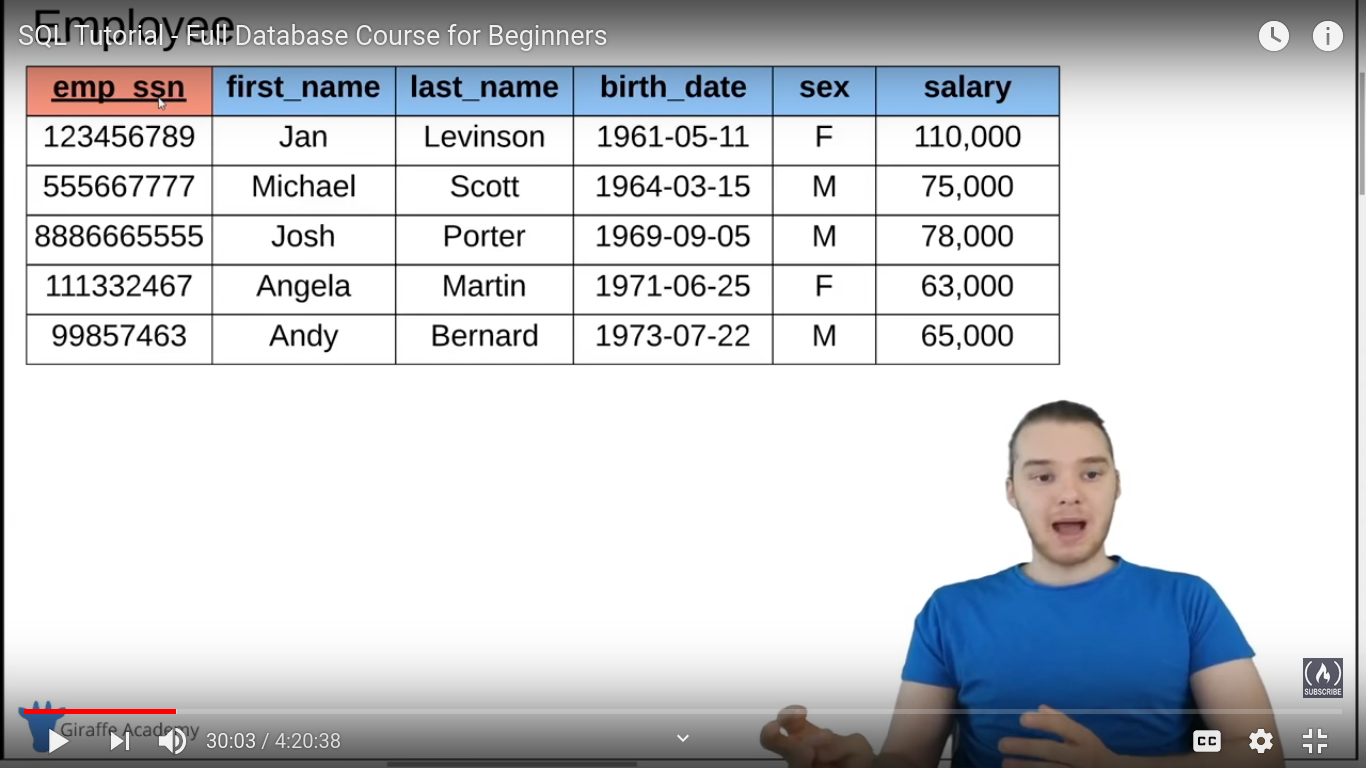 Employee
SQL Tutorial - Full Database Course for Beginners
emp_ssn first_name last_name birth_date sex salary
123456789 Jan Levinson 1961-05-11 F 110,000
555667777 Michael Scott 1964-03-15 M 75,000
8886665555 Josh Porter 1969-09-05 M 78,000
111332467 Angela Martin 1971-06-25 F 63,000
99857463 Andy Bernard 1973-07-22 M 65,000
SUBSCRIBE
Giraffe Academy
30:03 / 4:20:38
CC